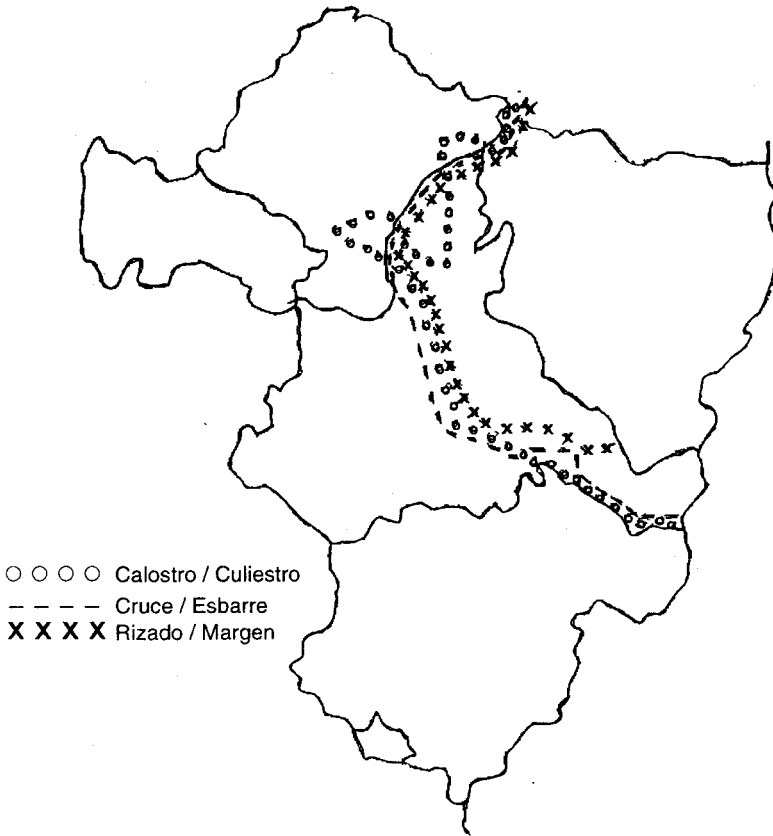 ○ ○ ○ ○ Calostro / Culiestro
– – – – – Cruce / Esbarre
X X X X Rizado / Margen